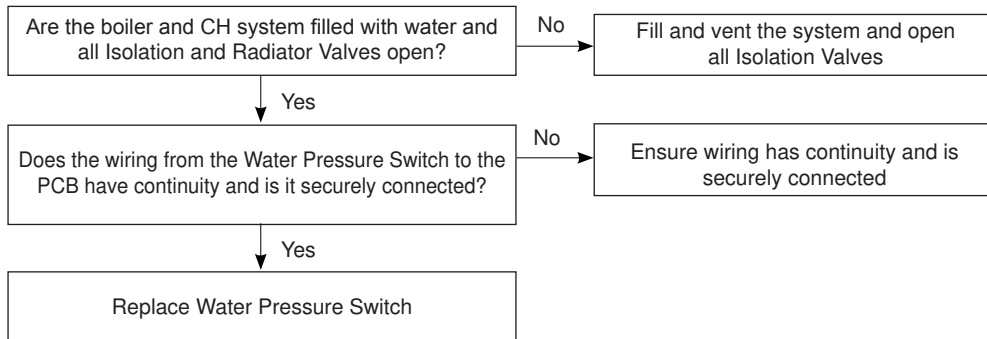 Are the boiler and CH system filled with water and
all Isolation and Radiator Valves open?
No
Fill and vent the system and open
all Isolation Valves
Yes
Does the wiring from the Water Pressure Switch to the
PCB have continuity and is it securely connected?
No
Ensure wiring has continuity and is
securely connected
Yes
Replace Water Pressure Switch